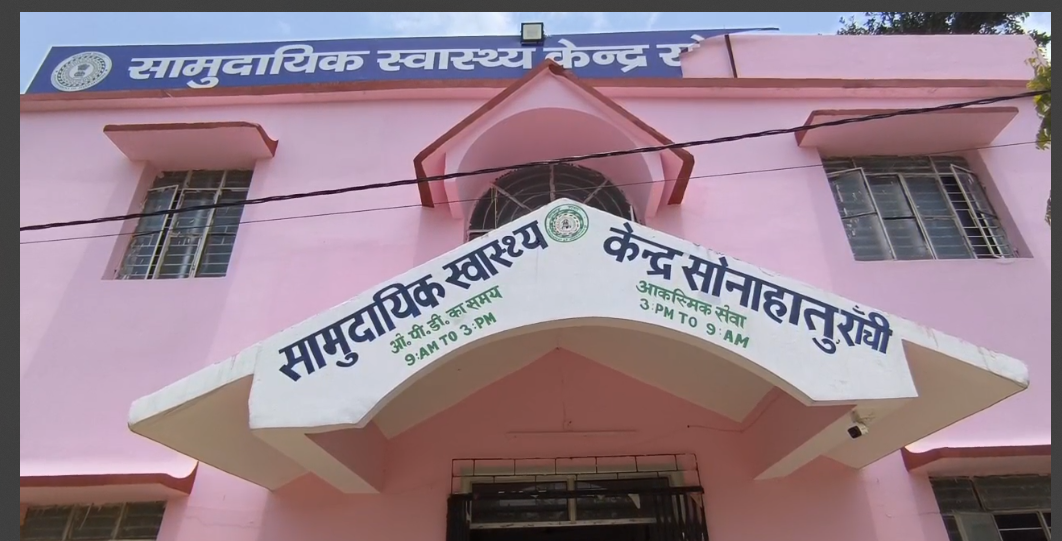 सामुदायिक स्वास्थ्य केन्द्र
सामुदायिक स्वास्थ्य केन्द्र सोनाहातु राँची
ओ.पी.डी. का समय
9:AM TO 3:PM
आकस्मिक सेवा
3:PM TO 9:AM